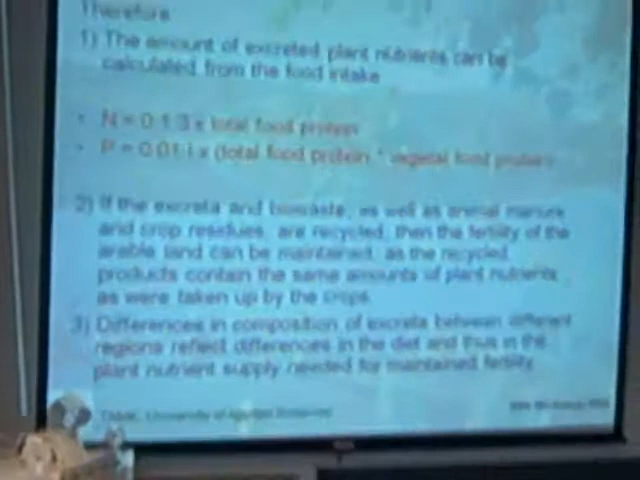 Therefore
1) The amount of excreted plant nutrients can be
calculated from the food intake
• N = 0.13 x total food protein
• P = 0.011 x (total food protein + vegetal food protein)
2) If the excreta and biowaste, as well as animal manure
and crop residues, are recycled, then the fertility of the
arable land can be maintained, as the recycled
products contain the same amounts of plant nutrients
as were taken up by the crops.
3) Differences in composition of excreta between different
regions reflect differences in the diet and thus in the
plant nutrient supply needed for maintained fertility
University of